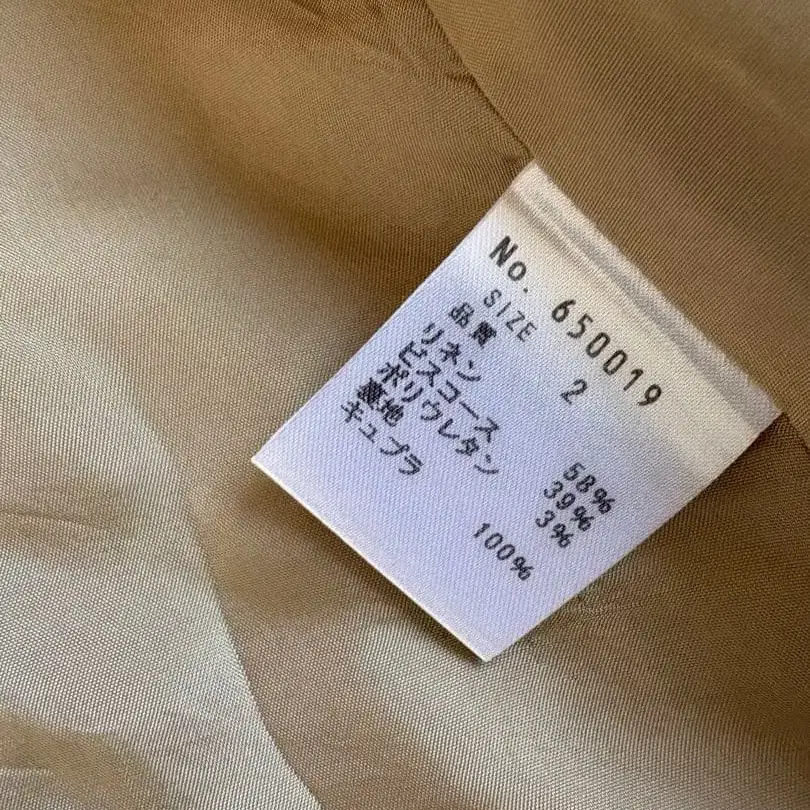 No. 650019
SIZE 2
品質
リネン 58%
ビスコース 39%
ポリウレタン 3%
裏地
キュプラ 100%